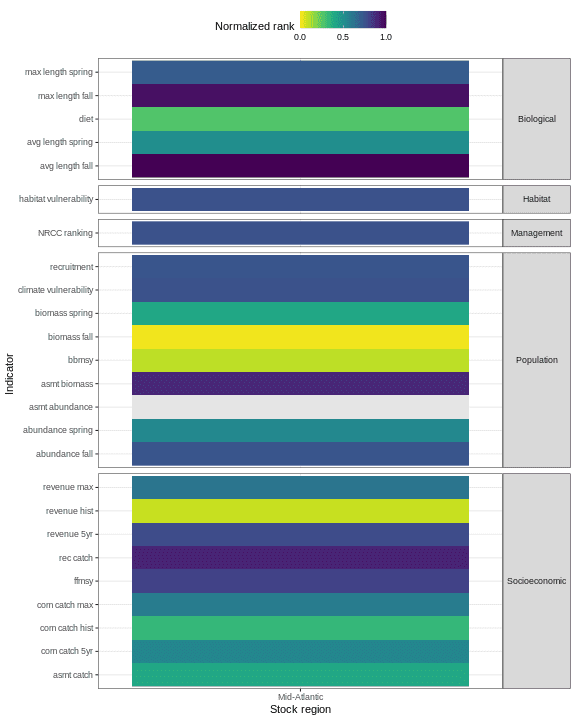 Normalized rank
0.0 0.5 1.0
max length spring
max length fall
diet
avg length spring
avg length fall
Biological
habitat vulnerability
Habitat
NRCC ranking
Management
recruitment
climate vulnerability
biomass spring
biomass fall
bbmsy
asmt biomass
asmt abundance
abundance spring
abundance fall
Population
revenue max
revenue hist
revenue 5yr
rec catch
ffmsy
com catch max
com catch hist
com catch 5yr
asmt catch
Socioeconomic
Indicator
Mid-Atlantic
Stock region